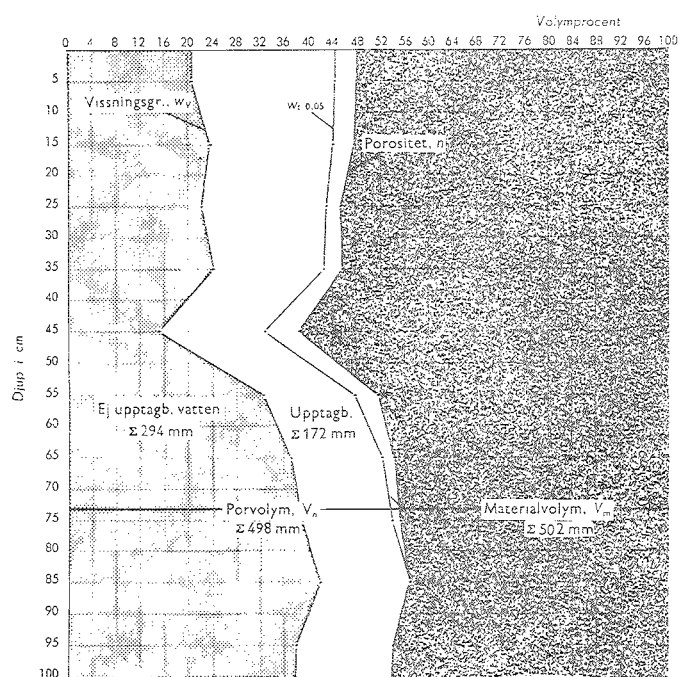 Volymprocent
0 4 8 12 16 20 24 28 32 36 40 44 48 52 56 60 64 68 72 76 80 84 88 92 96 100
5
Vissningsgr., wv
10
ws 0.05
15
Porositet, n
20
25
30
35
40
45
50
Djup i cm
55
Ej upptagb. vatten
Upptagb.
Σ 294 mm
Σ 172 mm
60
65
70
Porvolym, Vn
Materialvolym, Vm
75
Σ 498 mm
Σ 502 mm
80
85
90
95
100